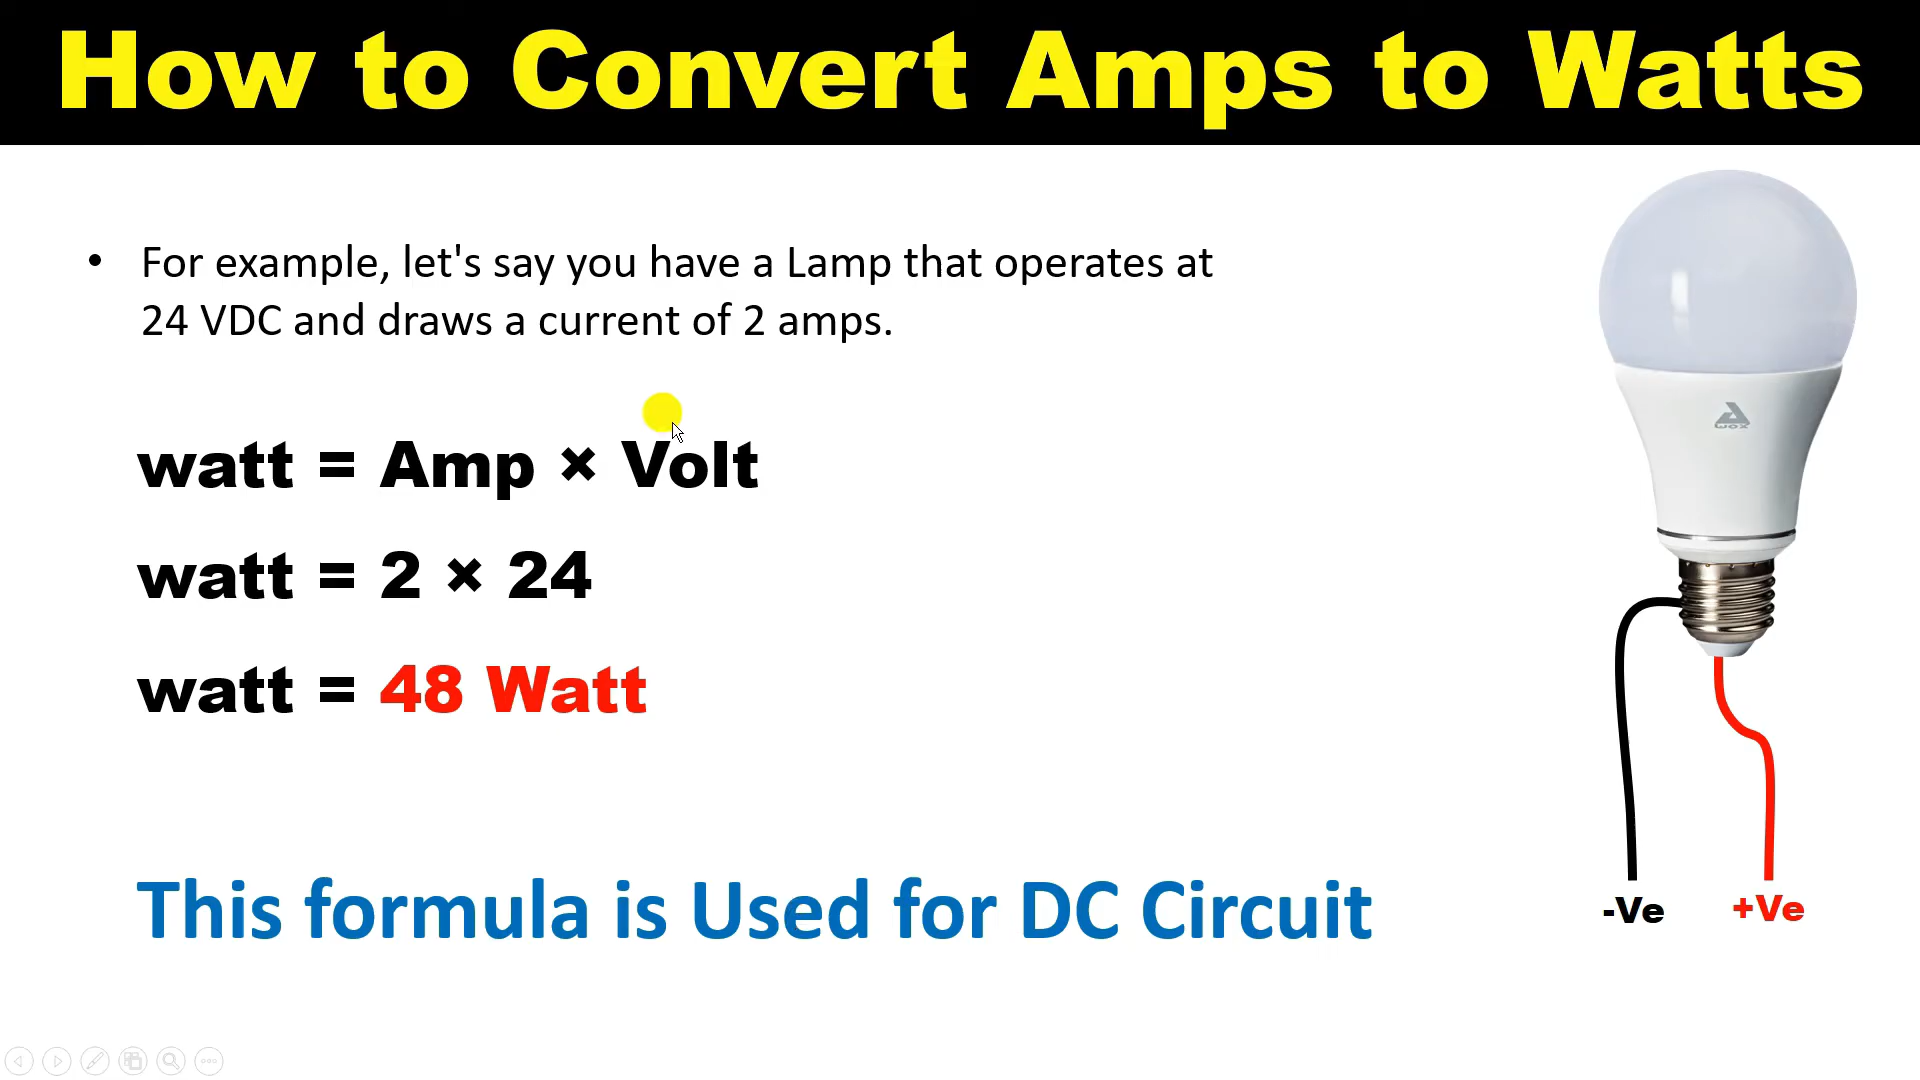 How to Convert Amps to Watts
• For example, let's say you have a Lamp that operates at
24 VDC and draws a current of 2 amps.
watt = Amp × Volt
watt = 2 × 24
watt = 48 Watt
This formula is Used for DC Circuit
wox
-Ve
+Ve